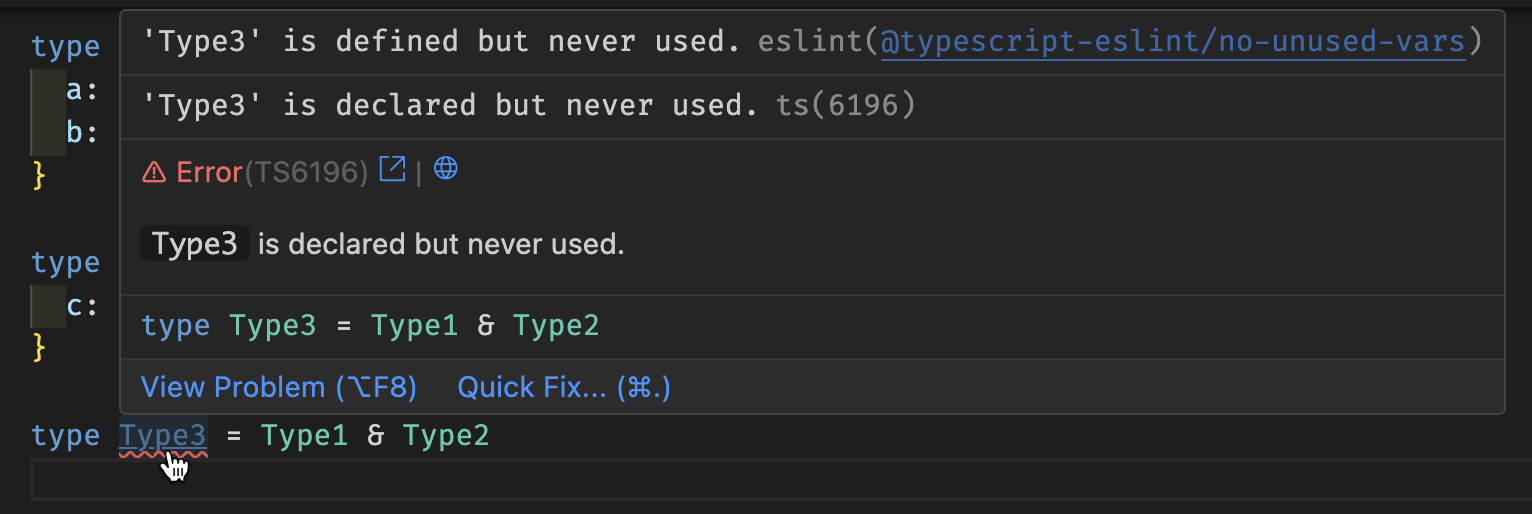 type
'Type3' is defined but never used. eslint(@typescript-eslint/no-unused-vars)
a:
'Type3' is declared but never used. ts(6196)
b:
}
Error(TS6196) |
Type3 is declared but never used.
type
c:
type Type3 = Type1 & Type2
}
View Problem (⌥F8) Quick Fix... (⌘.)
type Type3 = Type1 & Type2